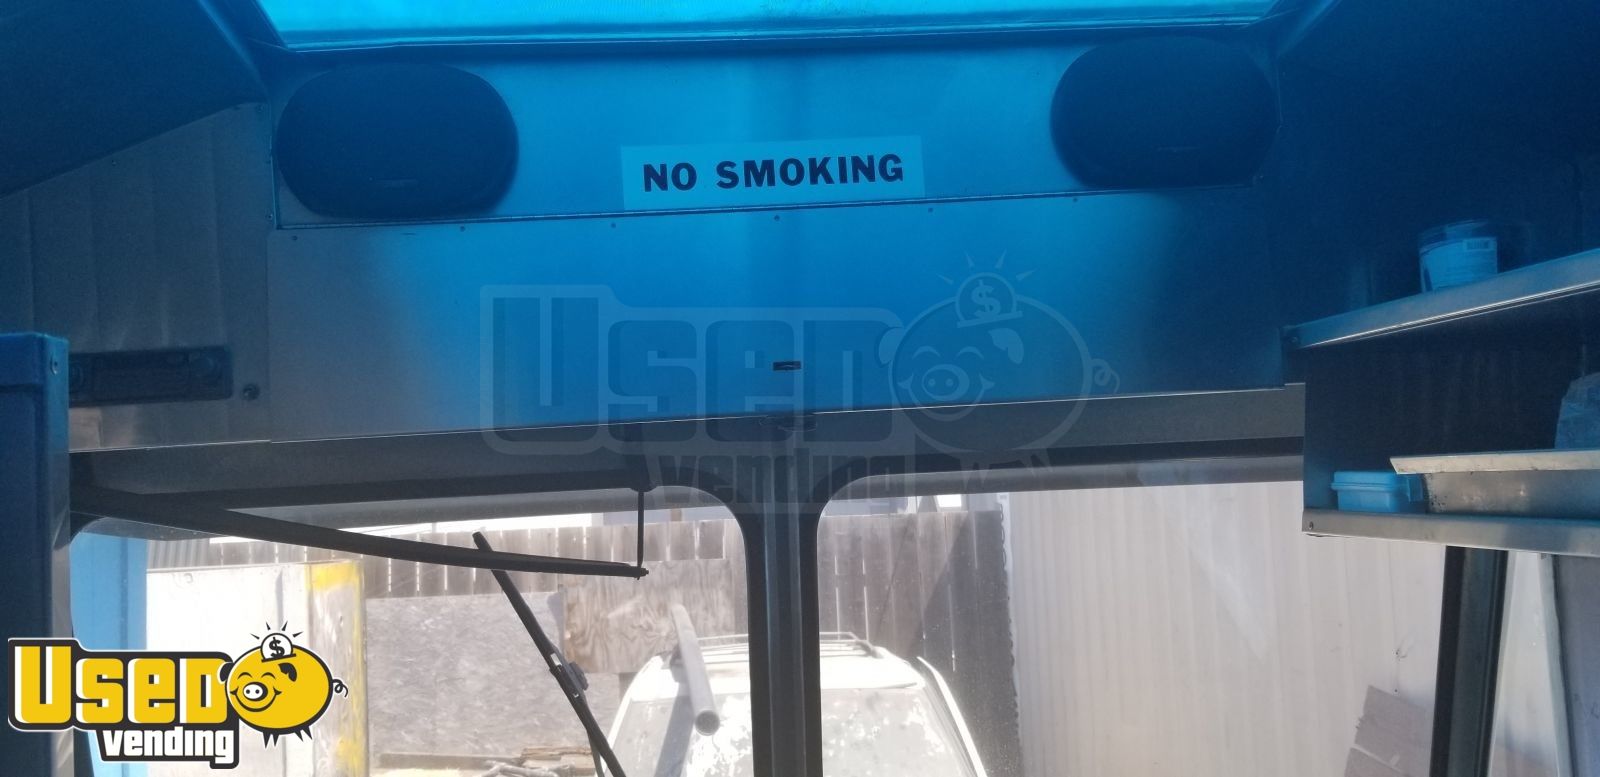 NO SMOKING
$
USED
vending
$
USED
vending